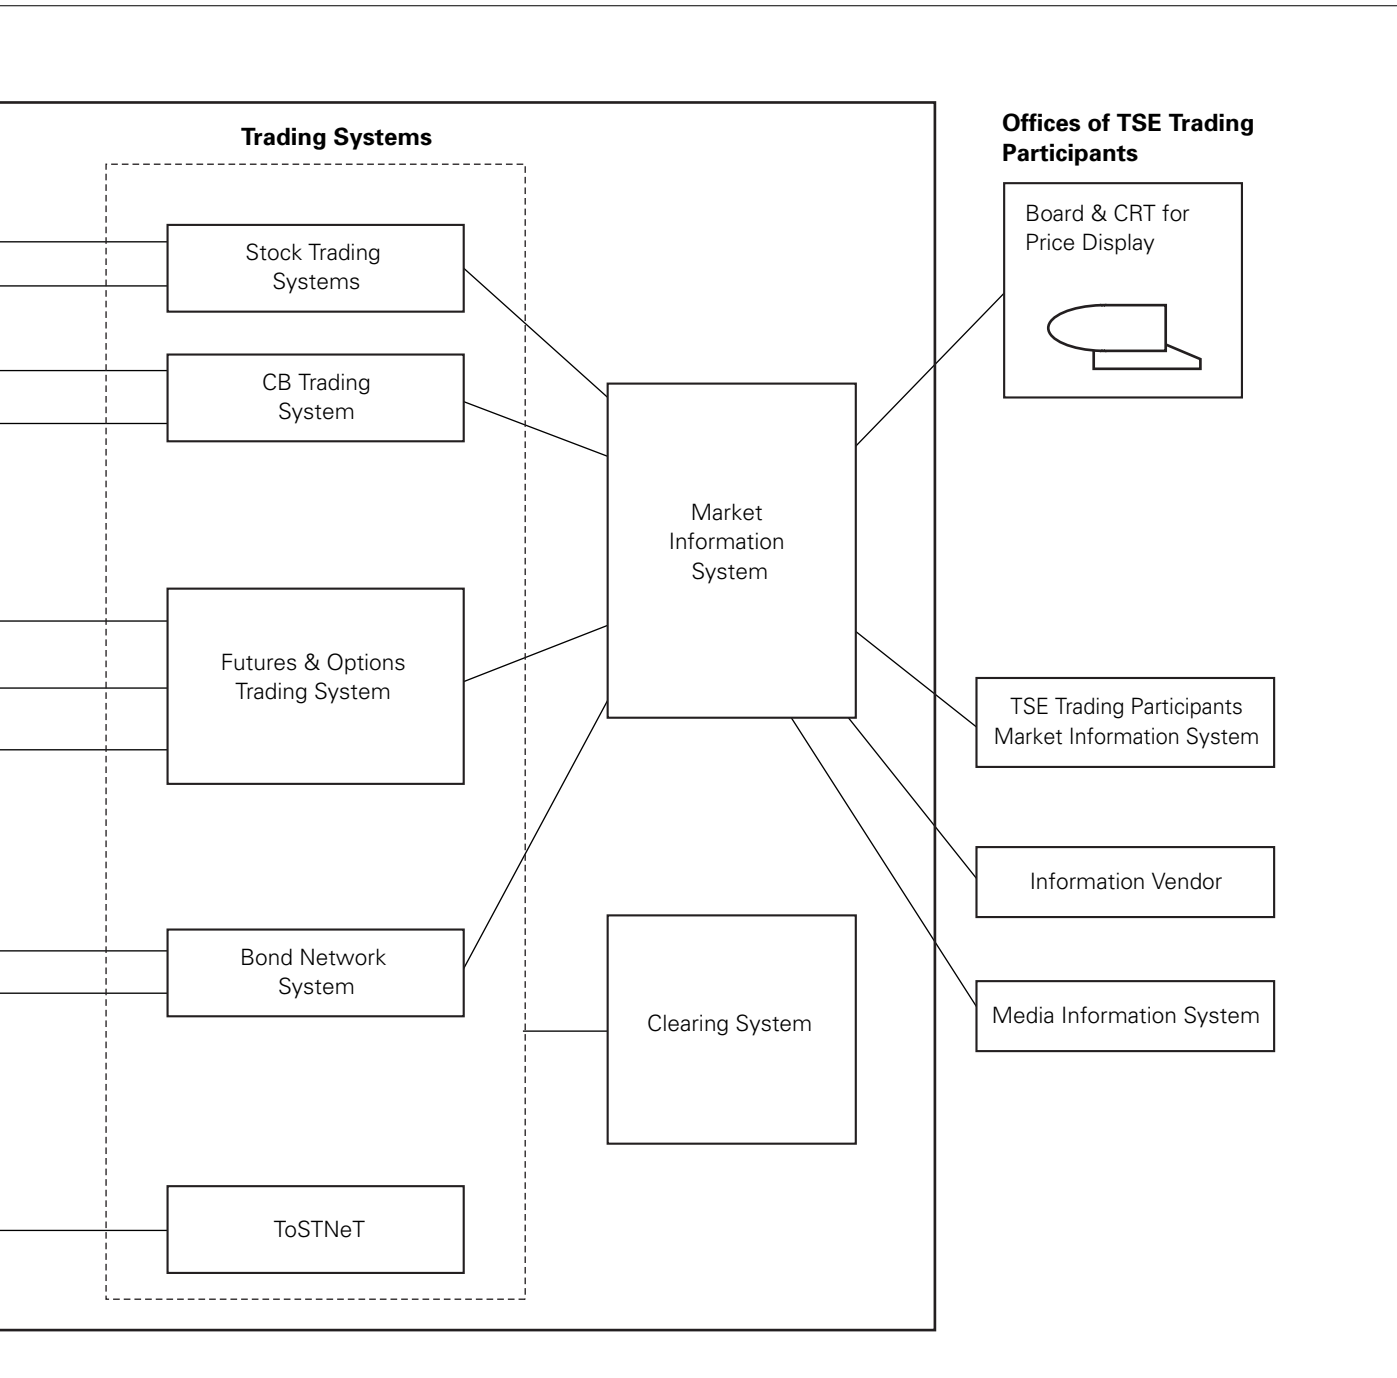 Trading Systems
Offices of TSE Trading
Participants
Board & CRT for
Price Display
Stock Trading
Systems
CB Trading
System
Market
Information
System
Futures & Options
Trading System
TSE Trading Participants
Market Information System
Information Vendor
Bond Network
System
Clearing System
Media Information System
ToSTNeT